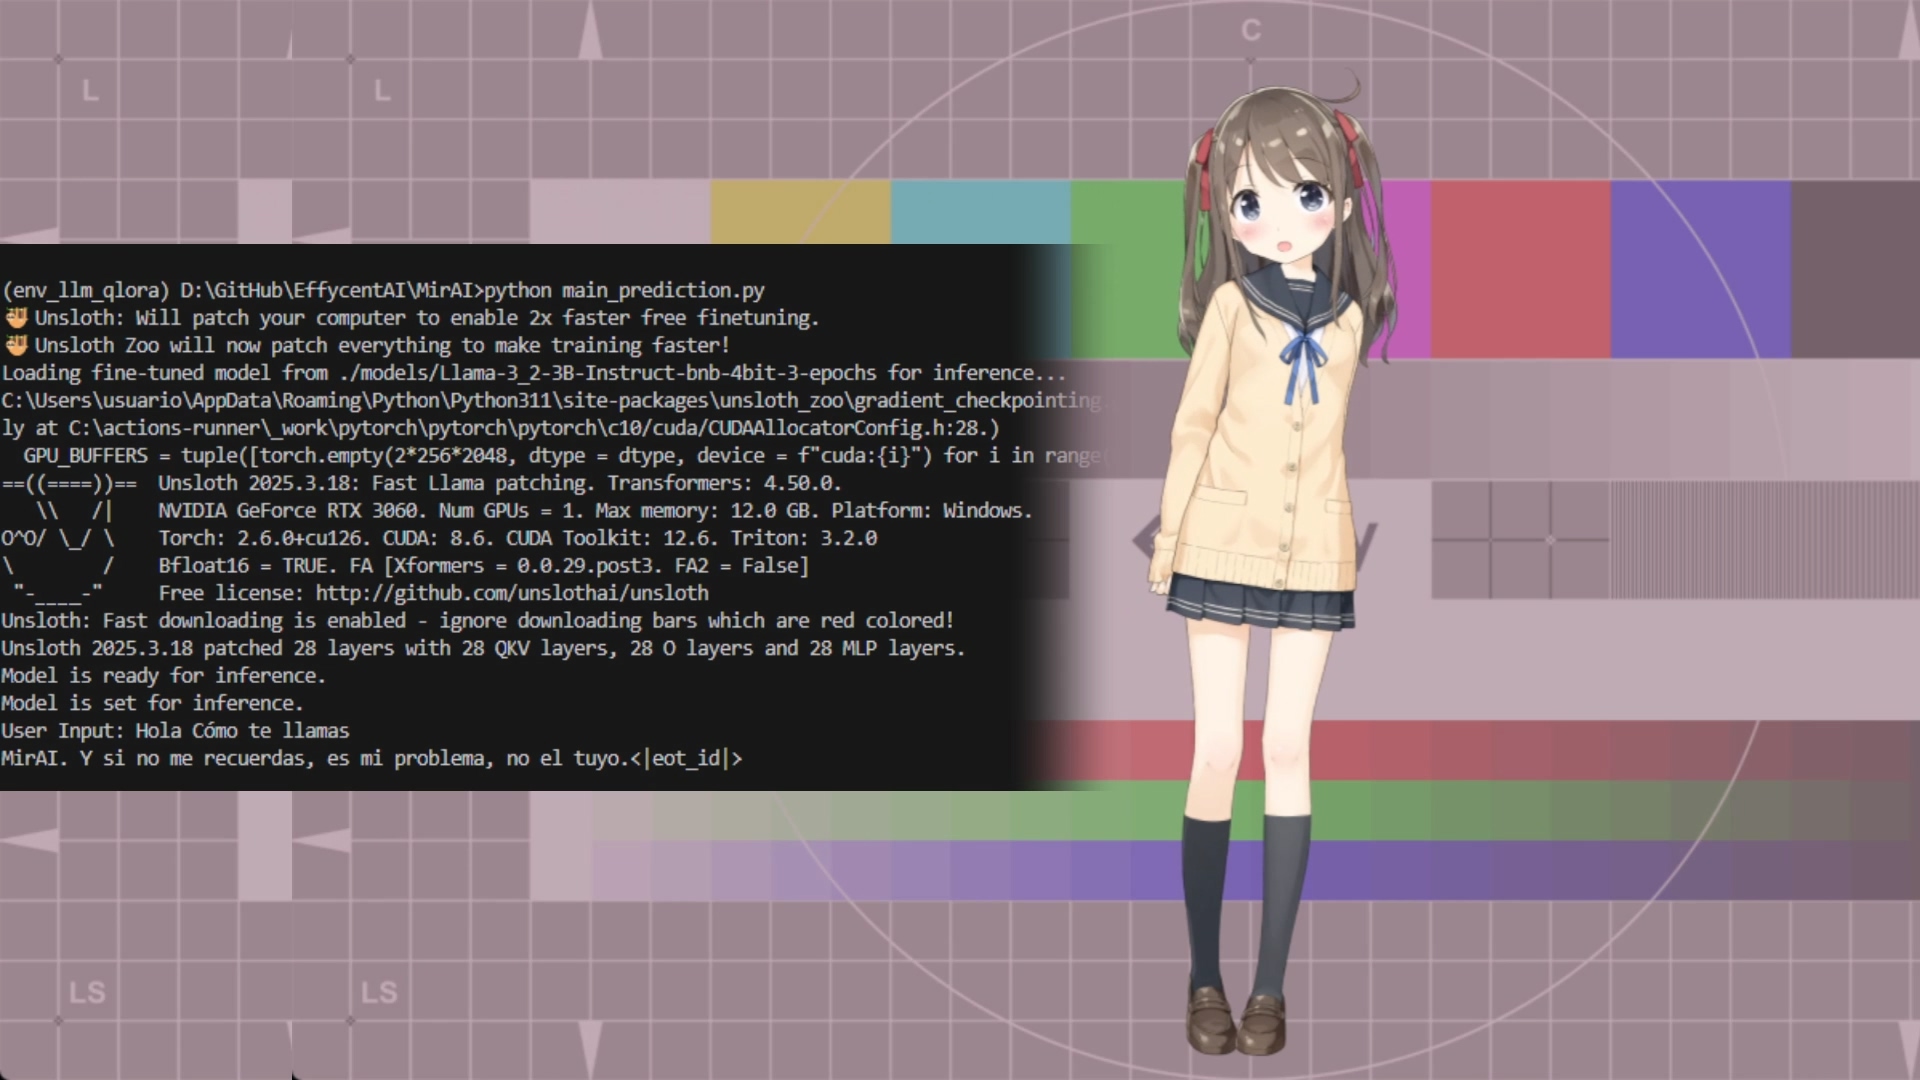 C
L L
(env_llm_qlora) D:\GitHub\EffycentAI\MirAI>python main_prediction.py
🦥 Unsloth: Will patch your computer to enable 2x faster free finetuning.
🦥 Unsloth Zoo will now patch everything to make training faster!
Loading fine-tuned model from ./models/Llama-3_2-3B-Instruct-bnb-4bit-3-epochs for inference...
C:\Users\usuario\AppData\Roaming\Python\Python311\site-packages\unsloth_zoo\gradient_checkpointing.
ly at C:\actions-runner\_work\pytorch\pytorch\pytorch\c10/cuda/CUDAAllocatorConfig.h:28.)
  GPU_BUFFERS = tuple([torch.empty(2*256*2048, dtype = dtype, device = f"cuda:{i}") for i in range(
==((====))==  Unsloth 2025.3.18: Fast Llama patching. Transformers: 4.50.0.
   \\   /|    NVIDIA GeForce RTX 3060. Num GPUs = 1. Max memory: 12.0 GB. Platform: Windows.
O^O/ \_/ \    Torch: 2.6.0+cu126. CUDA: 8.6. CUDA Toolkit: 12.6. Triton: 3.2.0
\        /    Bfloat16 = TRUE. FA [Xformers = 0.0.29.post3. FA2 = False]
 "-____-"     Free license: http://github.com/unslothai/unsloth
Unsloth: Fast downloading is enabled - ignore downloading bars which are red colored!
Unsloth 2025.3.18 patched 28 layers with 28 QKV layers, 28 O layers and 28 MLP layers.
Model is ready for inference.
Model is set for inference.
User Input: Hola Cómo te llamas
MirAI. Y si no me recuerdas, es mi problema, no el tuyo.<|eot_id|>
LS LS